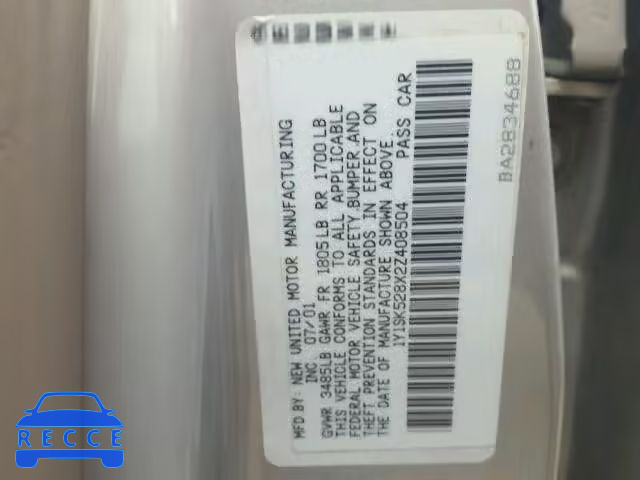 MFD BY: NEW UNITED MOTOR MANUFACTURING
INC 07/01
GVWR 3485LB GAWR FR 1805LB RR 1700LB
THIS VEHICLE CONFORMS TO ALL APPLICABLE
FEDERAL MOTOR VEHICLE SAFETY,BUMPER,AND
THEFT PREVENTION STANDARDS IN EFFECT ON
THE DATE OF MANUFACTURE SHOWN ABOVE.
1Y1SK528X2Z408504 PASS CAR
BA2834688
RECCE